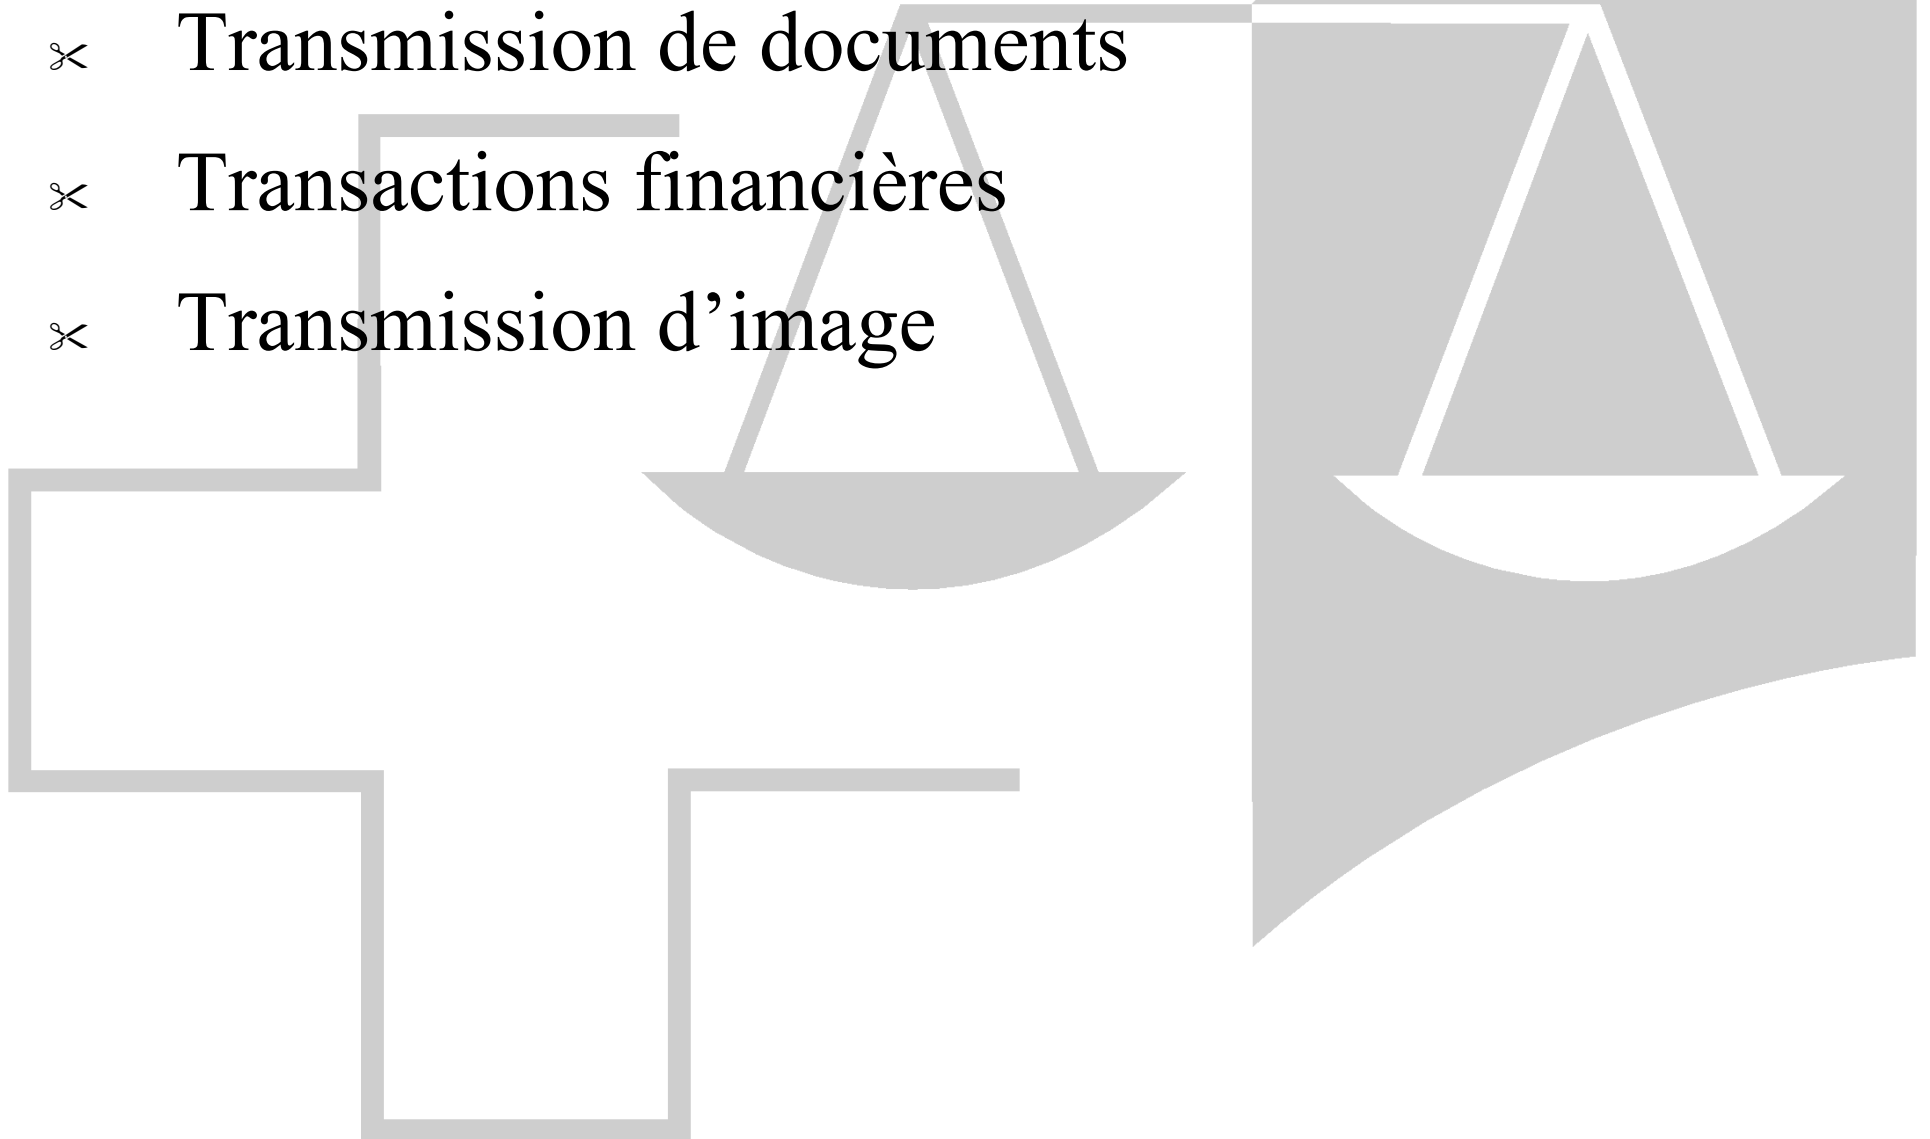 ✂ Transmission de documents
✂ Transactions financières
✂ Transmission d’image